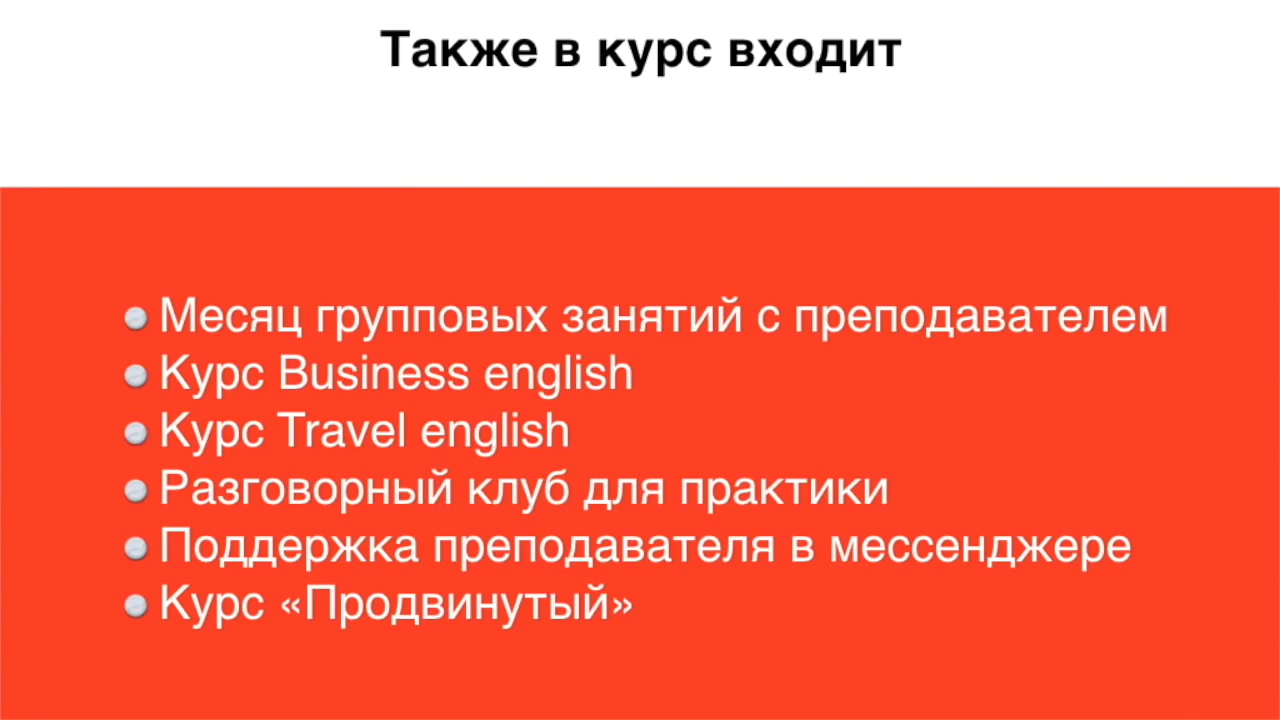 Также в курс входит
Месяц групповых занятий с преподавателем
Курс Business english
Курс Travel english
Разговорный клуб для практики
Поддержка преподавателя в мессенджере
Курс «Продвинутый»